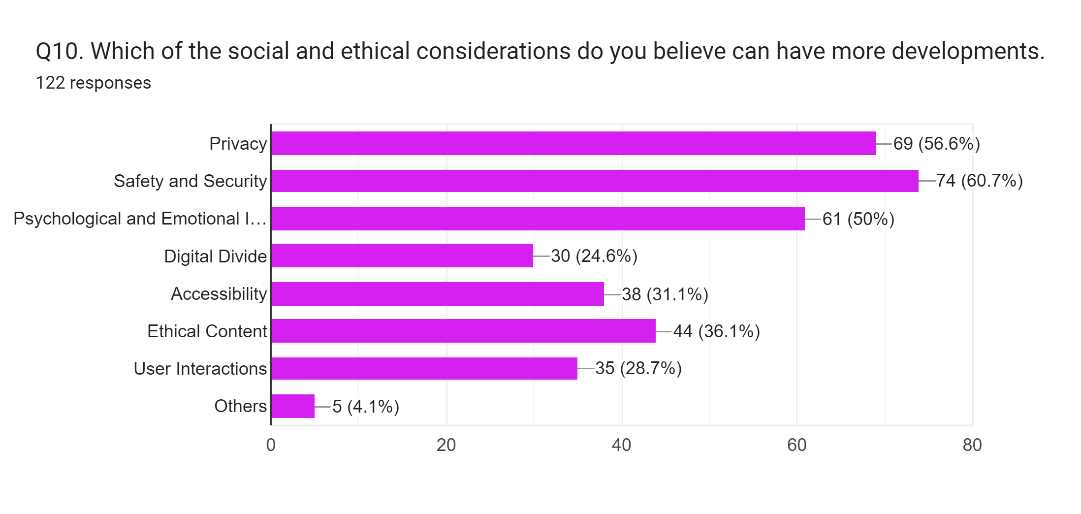 Q10. Which of the social and ethical considerations do you believe can have more developments.
122 responses
Privacy 69 (56.6%)
Safety and Security 74 (60.7%)
Psychological and Emotional I... 61 (50%)
Digital Divide 30 (24.6%)
Accessibility 38 (31.1%)
Ethical Content 44 (36.1%)
User Interactions 35 (28.7%)
Others 5 (4.1%)
0 20 40 60 80